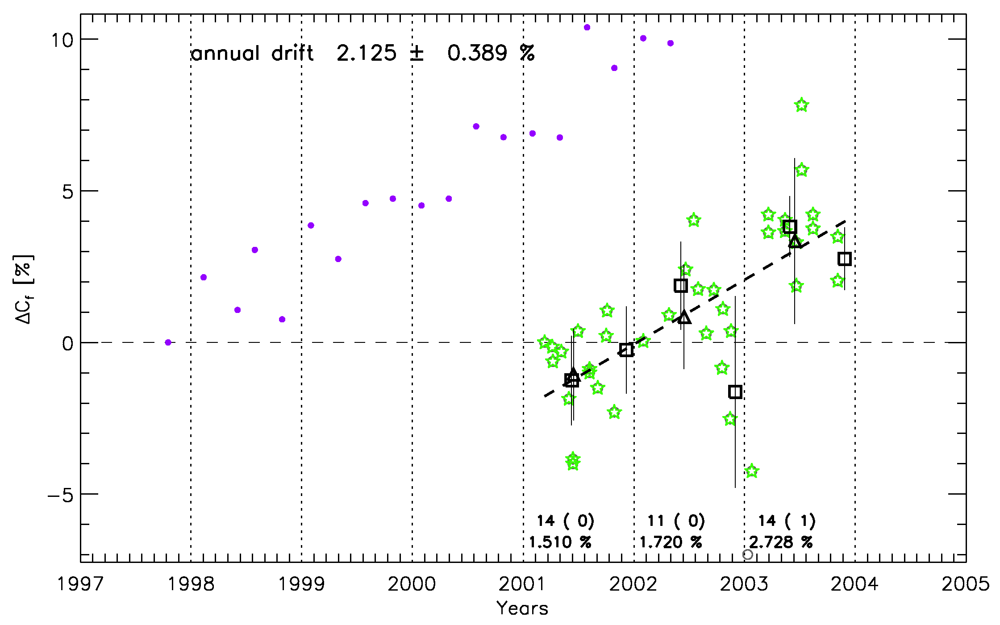 annual drift 2.125 ± 0.389 %
10
5
0
−5
ΔCf [%]
14 ( 0) 11 ( 0) 14 ( 1)
1.510 % 1.720 % 2.728 %
1997 1998 1999 2000 2001 2002 2003 2004 2005
Years